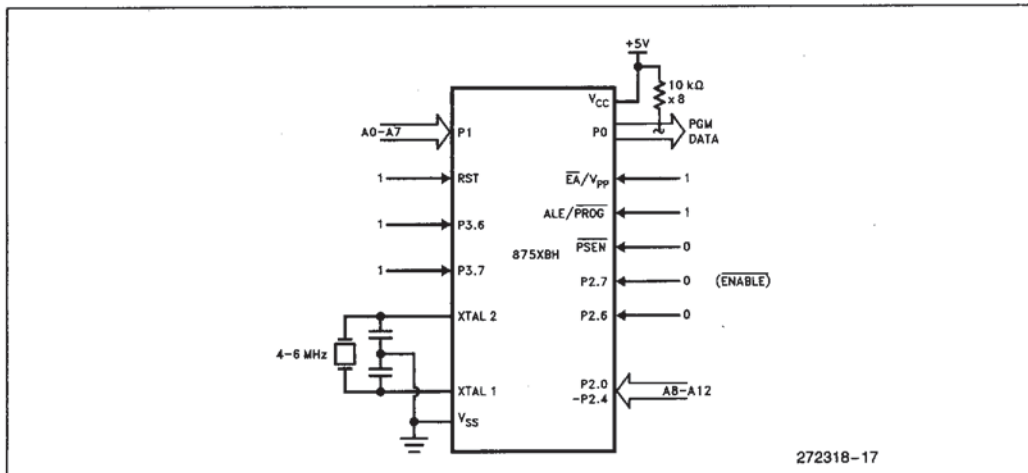 +5V
10 kΩ
x 8
VCC
A0-A7
P1
P0
PGM
DATA
1
RST
EA/VPP
1
ALE/PROG
1
1
P3.6
PSEN
0
875XBH
1
P3.7
P2.7
0
(ENABLE)
XTAL 2
P2.6
0
4-6 MHz
XTAL 1
P2.0
-P2.4
A8-A12
VSS
272318-17